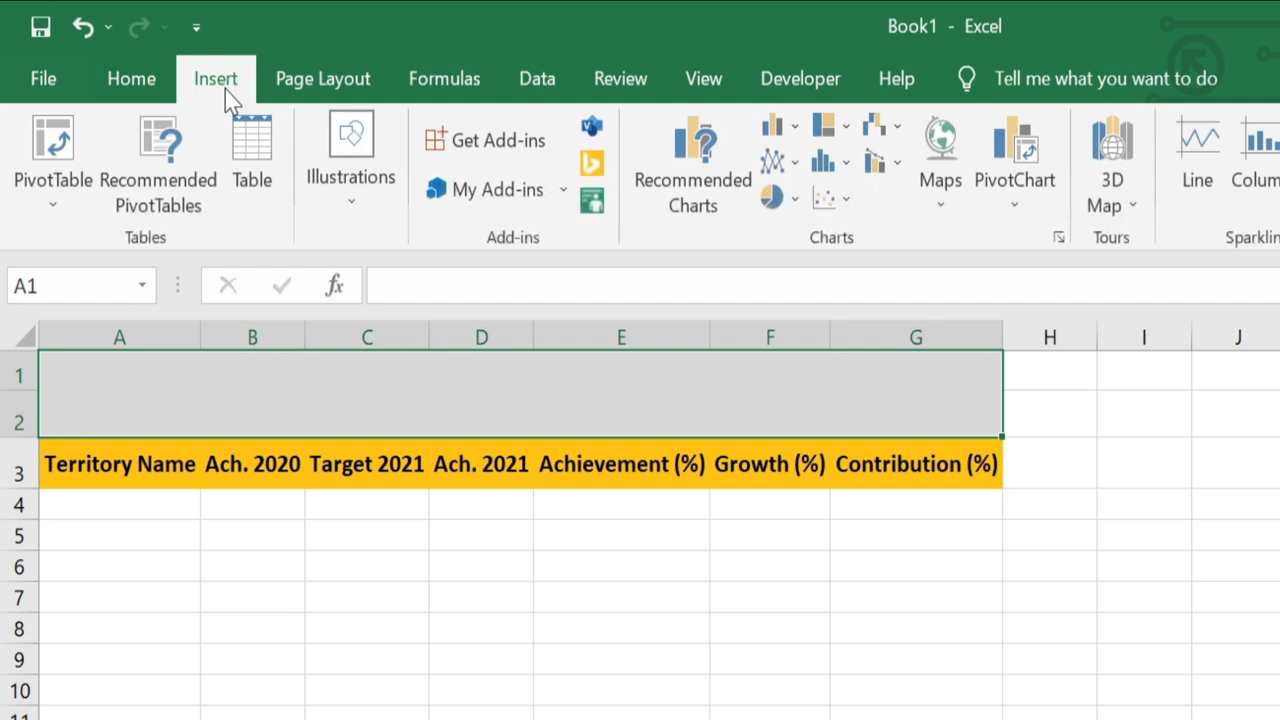 Book1 - Excel
File Home Insert Page Layout Formulas Data Review View Developer Help Tell me what you want to do
PivotTable Recommended PivotTables Table Illustrations Get Add-ins My Add-ins Recommended Charts Maps PivotChart 3D Map Line Colum
Tables Add-ins Charts Tours Sparklin
A1 fx
A B C D E F G H I J
1
2
3 Territory Name Ach. 2020 Target 2021 Ach. 2021 Achievement (%) Growth (%) Contribution (%)
4
5
6
7
8
9
10
11